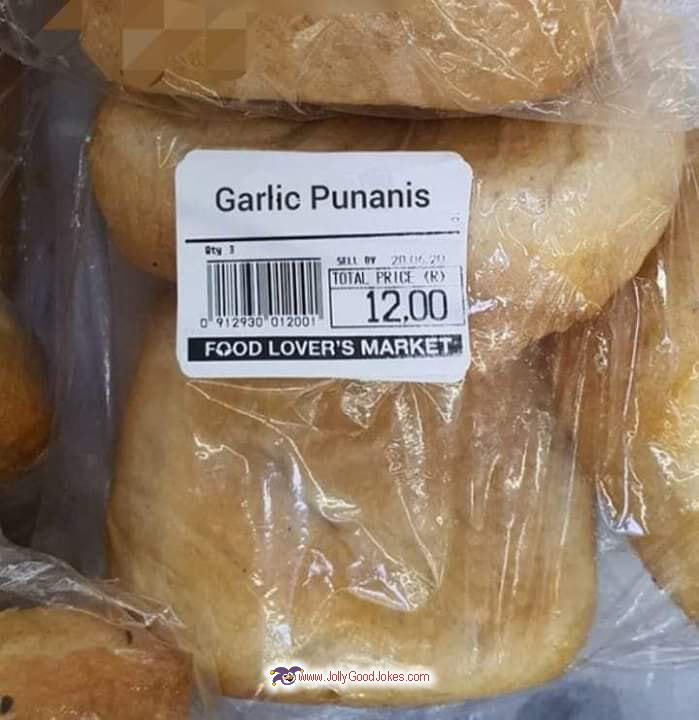 Garlic Punanis
Qty 3
SELL BY 20.06.20
TOTAL PRICE (R)
12,00
0 912930 012001
FOOD LOVER'S MARKET
www.JollyGoodJokes.com